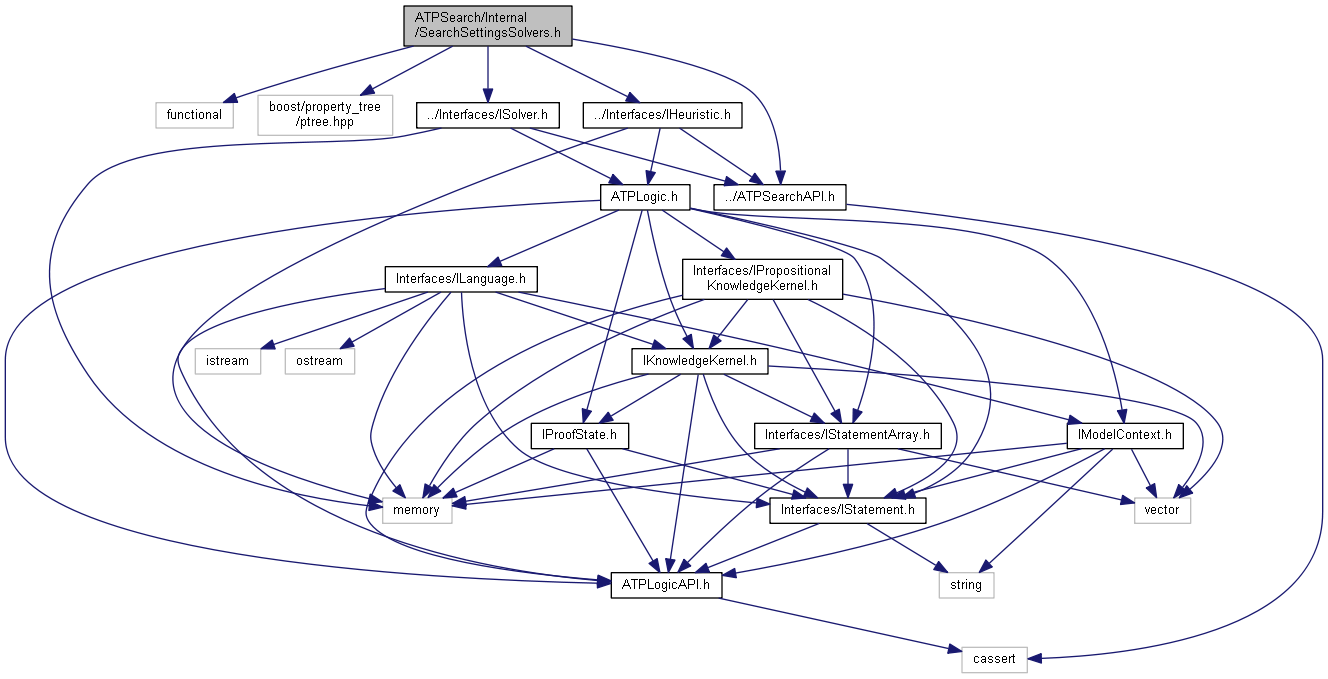 ATPSearch/Internal
/SearchSettingsSolvers.h
functional
boost/property_tree
/ptree.hpp
../Interfaces/ISolver.h
../Interfaces/IHeuristic.h
ATPLogic.h
../ATPSearchAPI.h
Interfaces/ILanguage.h
Interfaces/IPropositional
KnowledgeKernel.h
istream
ostream
IKnowledgeKernel.h
IProofState.h
Interfaces/IStatementArray.h
IModelContext.h
memory
Interfaces/IStatement.h
vector
ATPLogicAPI.h
string
cassert